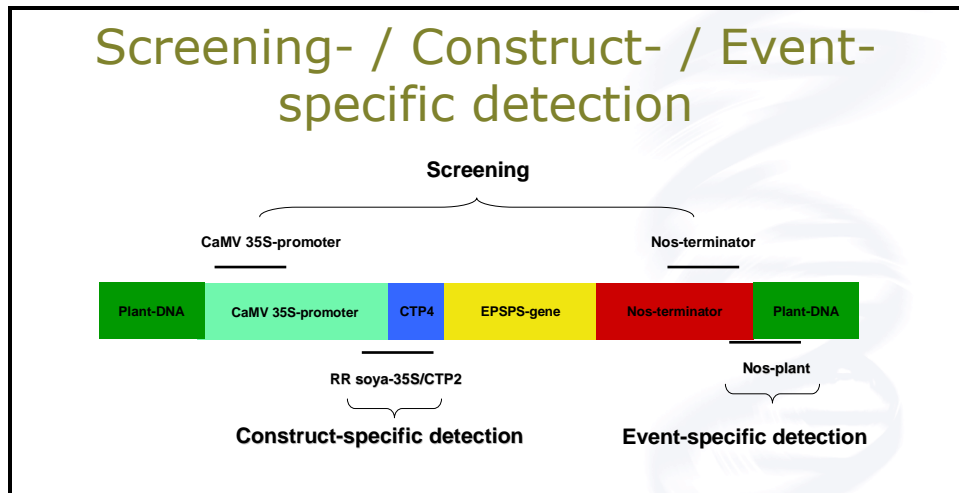 Screening- / Construct- / Event-
specific detection
Screening
CaMV 35S-promoter
Nos-terminator
Plant-DNA
CaMV 35S-promoter
CTP4
EPSPS-gene
Nos-terminator
Plant-DNA
RR soya-35S/CTP2
Nos-plant
Construct-specific detection
Event-specific detection